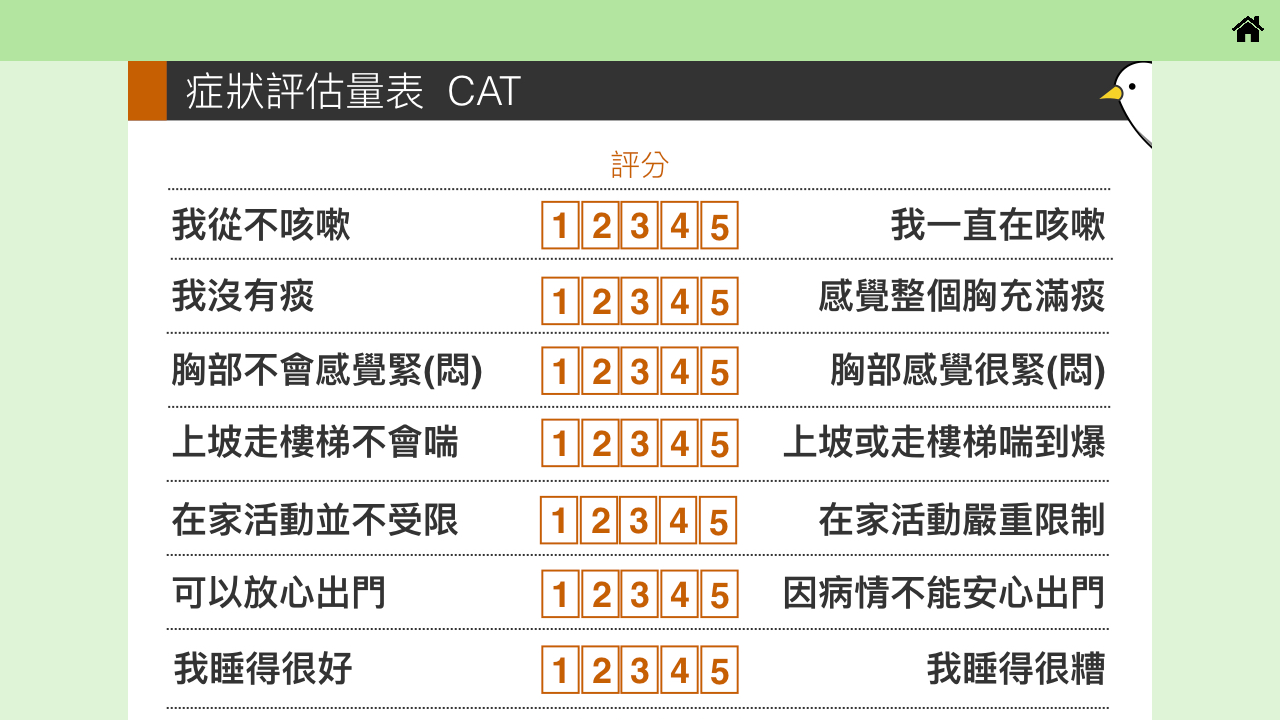 症狀評估量表 CAT
評分
我從不咳嗽 1 2 3 4 5 我一直在咳嗽
我沒有痰 1 2 3 4 5 感覺整個胸充滿痰
胸部不會感覺緊(悶) 1 2 3 4 5 胸部感覺很緊(悶)
上坡走樓梯不會喘 1 2 3 4 5 上坡或走樓梯喘到爆
在家活動並不受限 1 2 3 4 5 在家活動嚴重限制
可以放心出門 1 2 3 4 5 因病情不能安心出門
我睡得很好 1 2 3 4 5 我睡得很糟